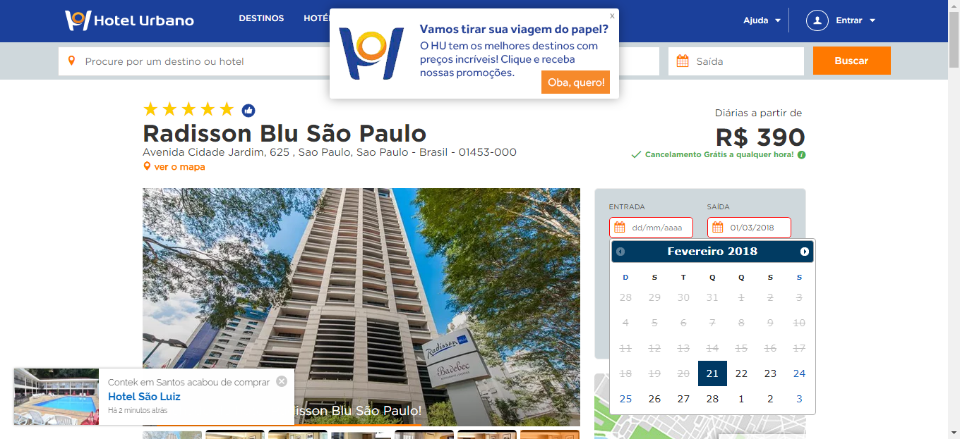 Hotel Urbano
DESTINOS
HOTÉ
Ajuda
Entrar
x
Vamos tirar sua viagem do papel?
O HU tem os melhores destinos com
preços incríveis! Clique e receba
nossas promoções.
Oba, quero!
Procure por um destino ou hotel
Saída
Buscar
Radisson Blu São Paulo
Avenida Cidade Jardim, 625 , Sao Paulo, Sao Paulo - Brasil - 01453-000
ver o mapa
Diárias a partir de
R$ 390
Cancelamento Grátis a qualquer hora! i
ENTRADA SAÍDA
dd/mm/aaaa 01/03/2018
Fevereiro 2018
D S T Q Q S S
28 29 30 31 1 2 3
4 5 6 7 8 9 10
11 12 13 14 15 16 17
18 19 20 21 22 23 24
25 26 27 28 1 2 3
Radisson BLU
Badebec
Contek em Santos acabou de comprar
Hotel São Luiz
Há 2 minutos atrás
isson Blu São Paulo!